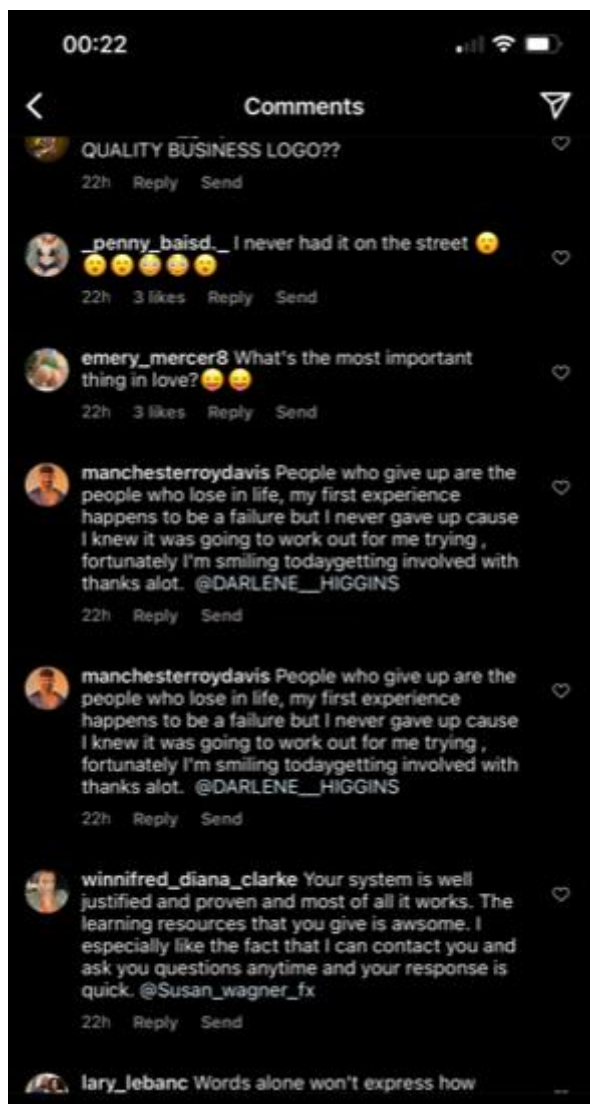 00:22
Comments
QUALITY BUSINESS LOGO??
22h Reply Send
_penny_baisd._ I never had it on the street 😮
😮😮😳😳😮
22h 3 likes Reply Send
emery_mercer8 What's the most important
thing in love?😛😛
22h 3 likes Reply Send
manchesterroydavis People who give up are the
people who lose in life, my first experience
happens to be a failure but I never gave up cause
I knew it was going to work out for me trying ,
fortunately I'm smiling todaygetting involved with
thanks alot. @DARLENE__HIGGINS
22h Reply Send
manchesterroydavis People who give up are the
people who lose in life, my first experience
happens to be a failure but I never gave up cause
I knew it was going to work out for me trying ,
fortunately I'm smiling todaygetting involved with
thanks alot. @DARLENE__HIGGINS
22h Reply Send
winnifred_diana_clarke Your system is well
justified and proven and most of all it works. The
learning resources that you give is awsome. I
especially like the fact that I can contact you and
ask you questions anytime and your response is
quick. @Susan_wagner_fx
22h Reply Send
lary_lebanc Words alone won't express how